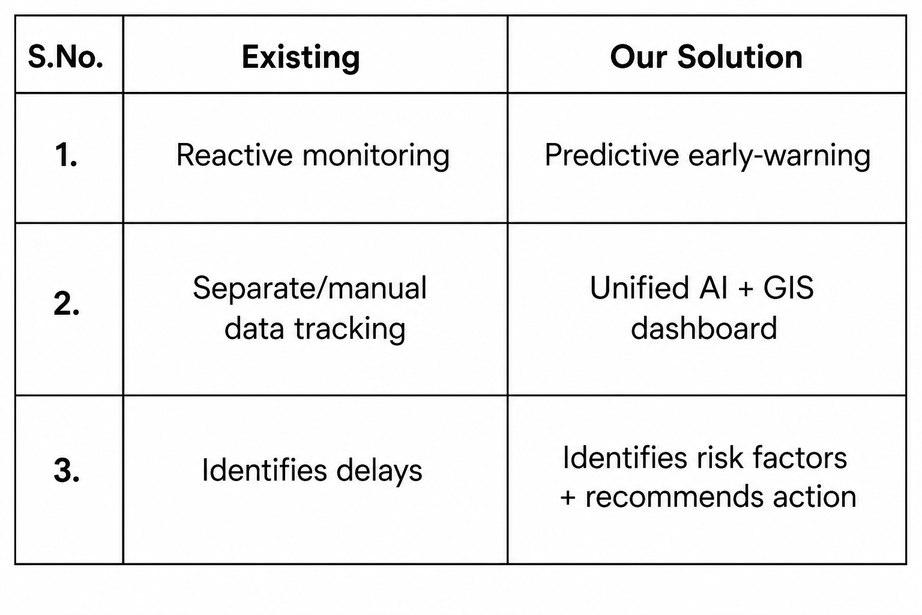 S.No. Existing Our Solution
1. Reactive monitoring Predictive early-warning
2. Separate/manual data tracking Unified AI + GIS dashboard
3. Identifies delays Identifies risk factors + recommends action